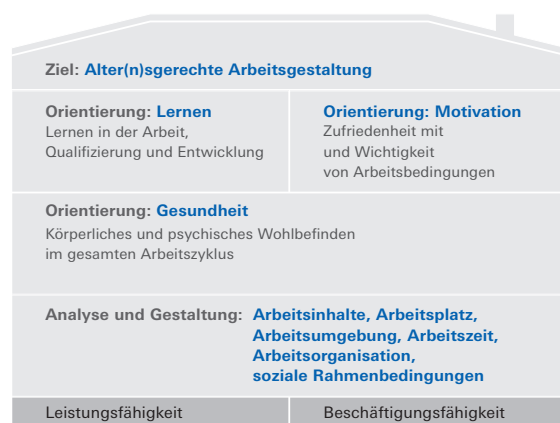 Ziel: Alter(n)sgerechte Arbeitsgestaltung
Orientierung: Lernen
Lernen in der Arbeit,
Qualifizierung und Entwicklung
Orientierung: Motivation
Zufriedenheit mit
und Wichtigkeit
von Arbeitsbedingungen
Orientierung: Gesundheit
Körperliches und psychisches Wohlbefinden
im gesamten Arbeitszyklus
Analyse und Gestaltung: Arbeitsinhalte, Arbeitsplatz,
Arbeitsumgebung, Arbeitszeit,
Arbeitsorganisation,
soziale Rahmenbedingungen
Leistungsfähigkeit
Beschäftigungsfähigkeit